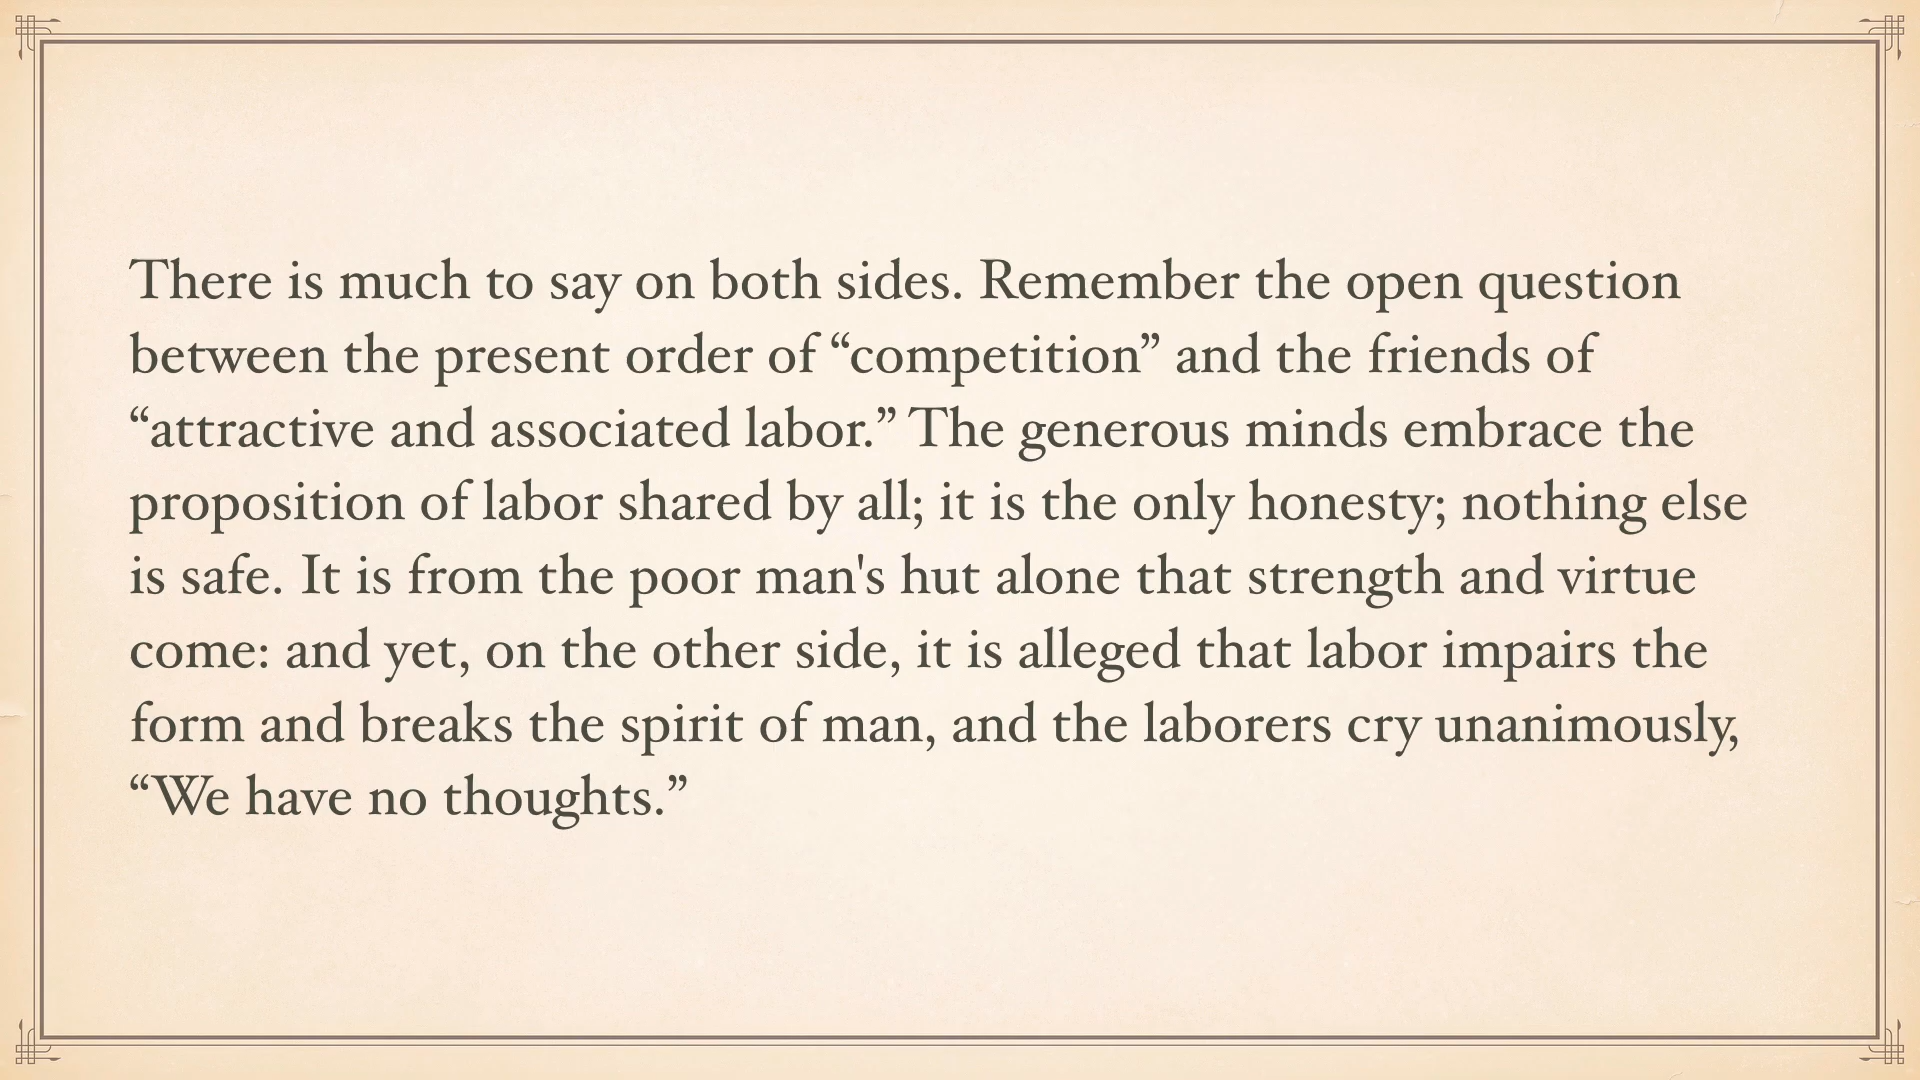 There is much to say on both sides. Remember the open question
between the present order of “competition” and the friends of
“attractive and associated labor.” The generous minds embrace the
proposition of labor shared by all; it is the only honesty; nothing else
is safe. It is from the poor man's hut alone that strength and virtue
come: and yet, on the other side, it is alleged that labor impairs the
form and breaks the spirit of man, and the laborers cry unanimously,
“We have no thoughts.”